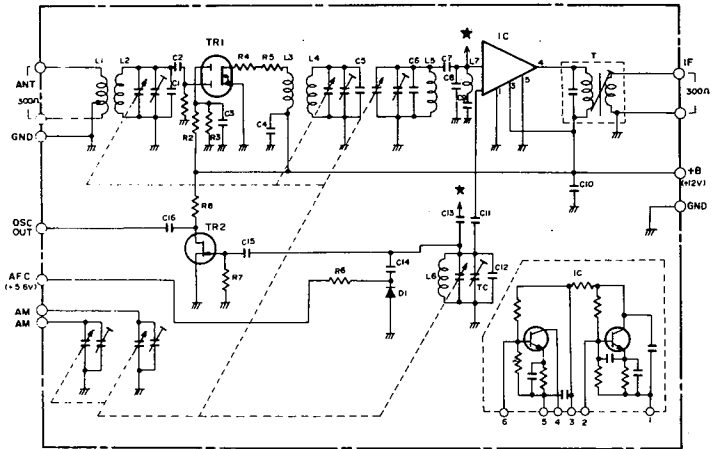 TR1
IC
L1
L2
C1
C2
R4
R5
L3
L4
C5
C6
L5
C7
C8
L7
4
T
IF
ANT
300Ω
R2
R3
C3
C4
1
3
5
300Ω
GND
+B
(+12V)
C10
R8
C16
OSC
OUT
TR2
C15
C13
C11
GND
AFC
(+5.6V)
R7
R6
C14
D1
L6
TC
C12
IC
AM
AM
6
5
4
3
2
1